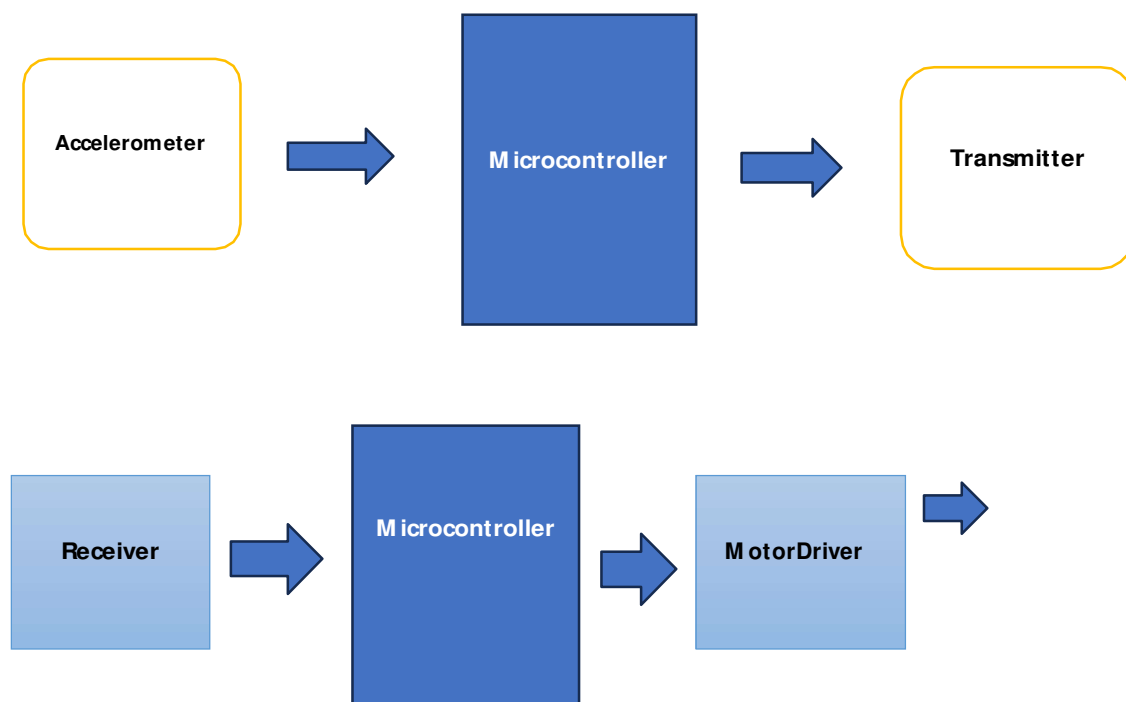 Accelerometer
Microcontroller
Transmitter
Receiver
Microcontroller
MotorDriver